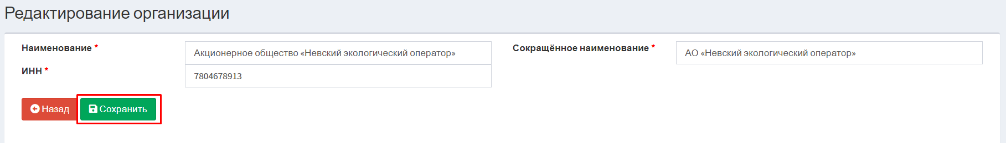 Редактирование организации
Наименование * Акционерное общество «Невский экологический оператор» Сокращённое наименование * АО «Невский экологический оператор»
ИНН * 7804678913
Назад Сохранить